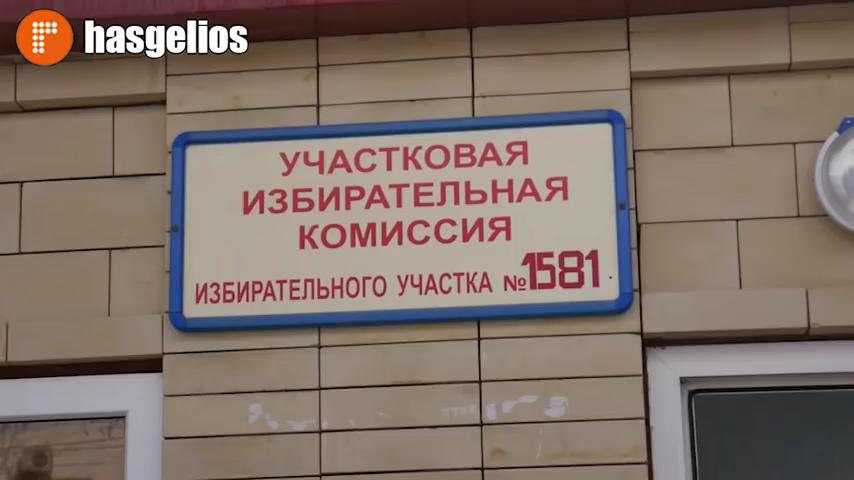 hasgelios
УЧАСТКОВАЯ
ИЗБИРАТЕЛЬНАЯ
КОМИССИЯ
ИЗБИРАТЕЛЬНОГО УЧАСТКА №1581